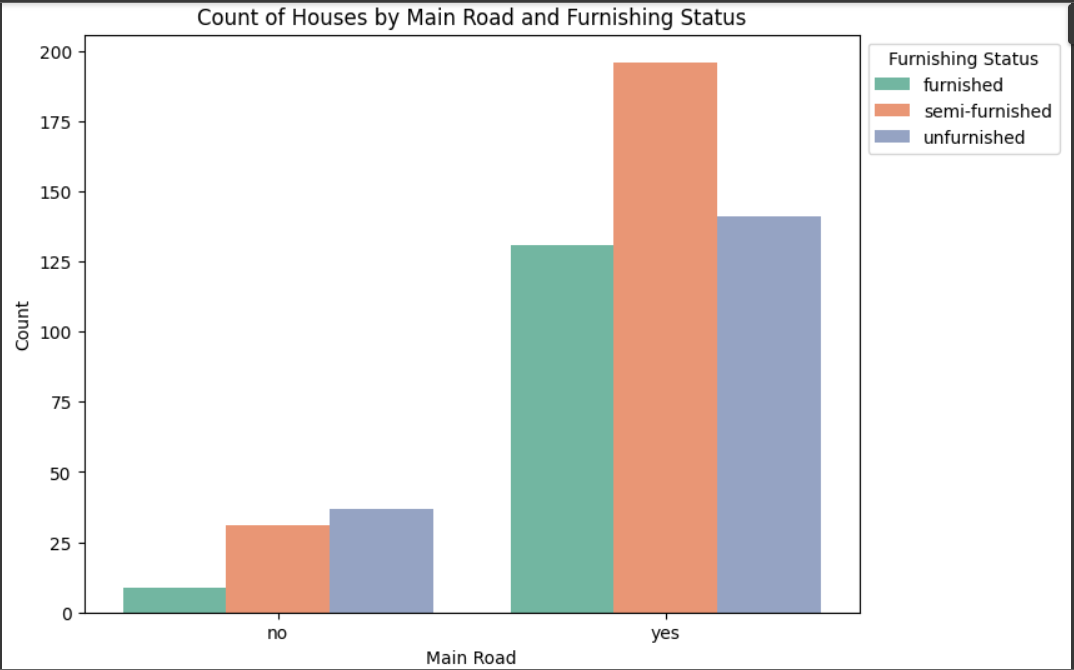 Count of Houses by Main Road and Furnishing Status
Furnishing Status
furnished
semi-furnished
unfurnished
200
175
150
125
100
75
50
25
0
Count
no
yes
Main Road